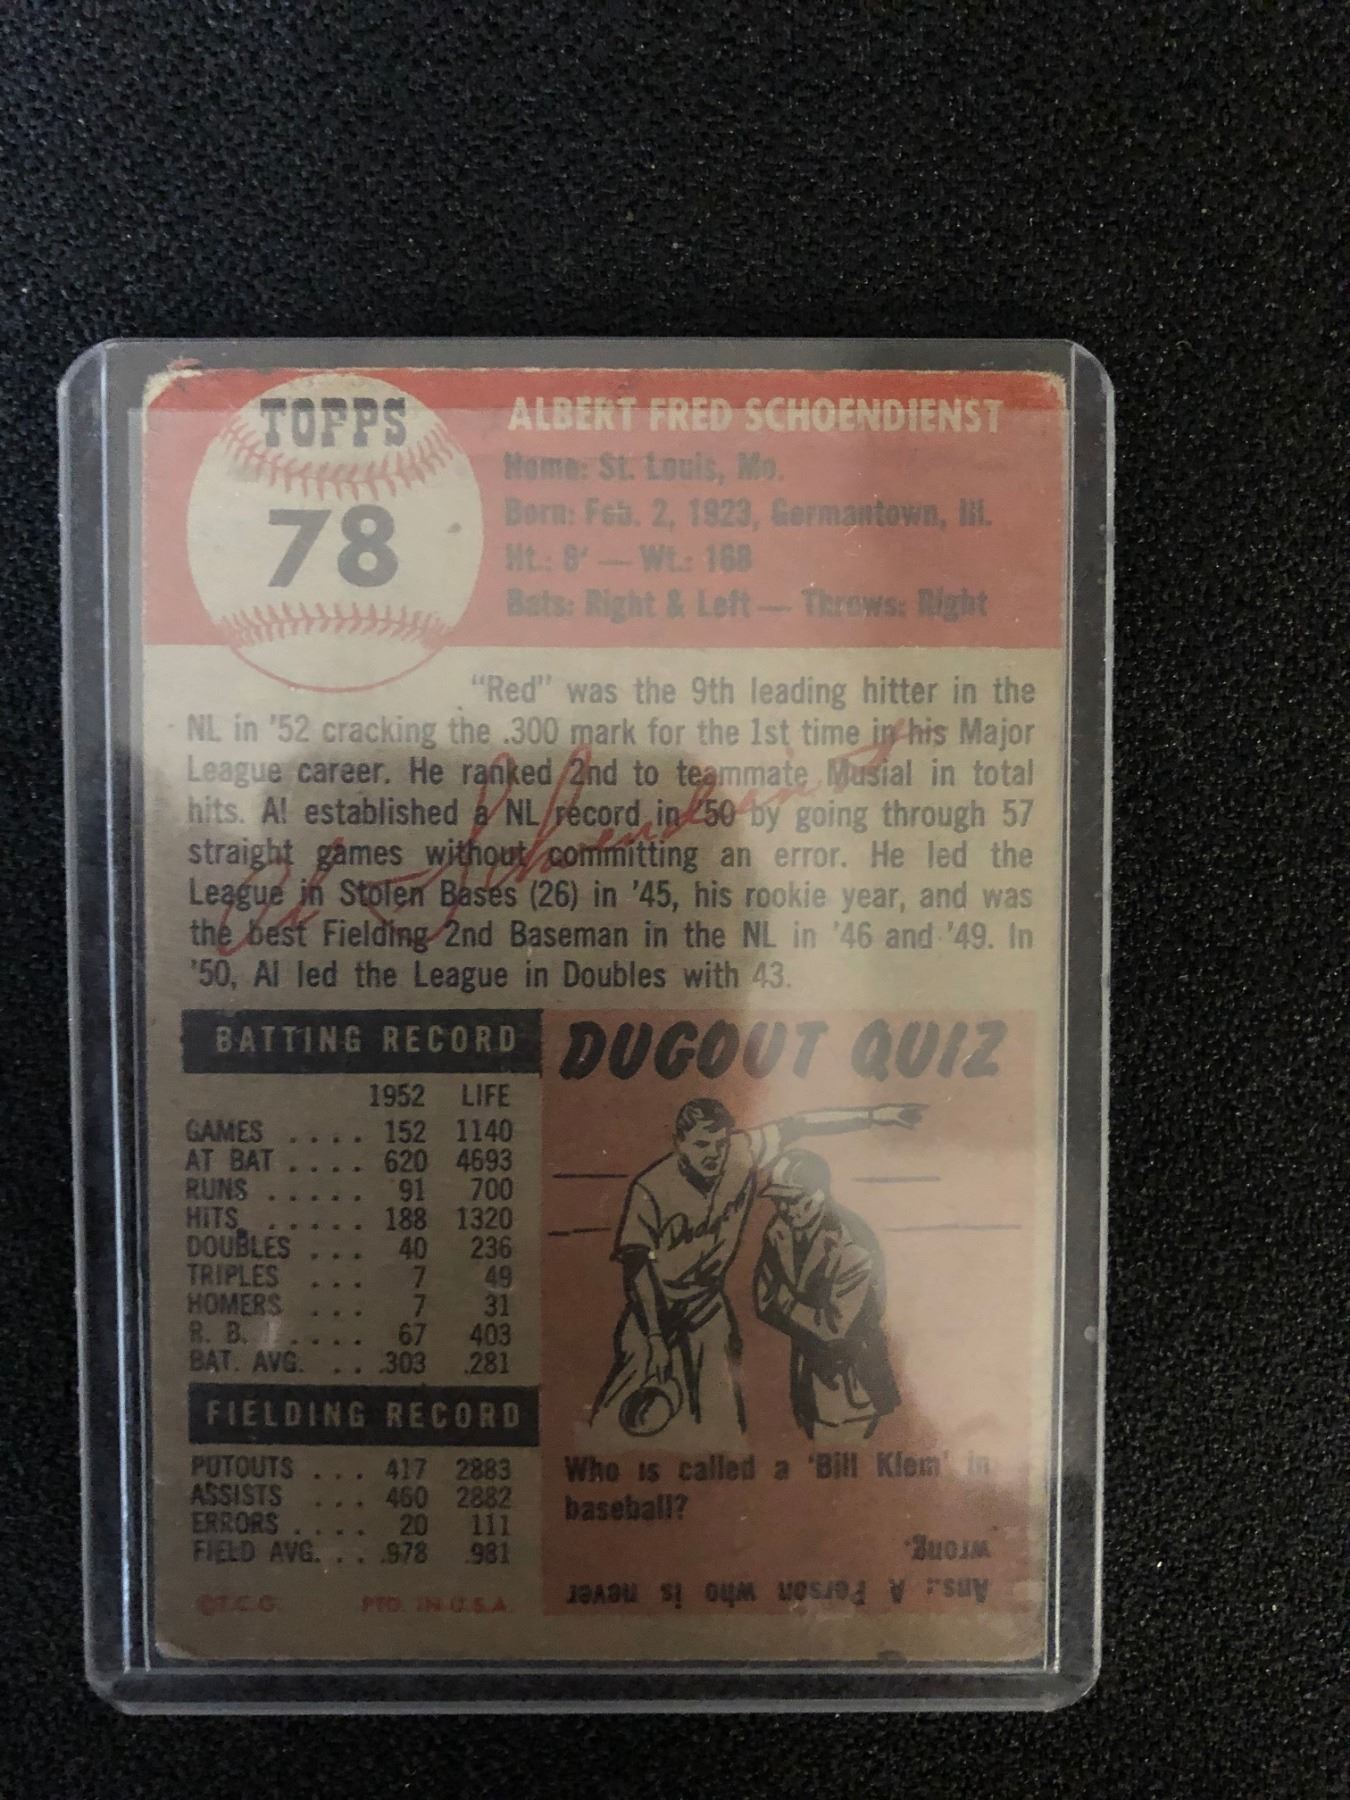 TOPPS
78
ALBERT FRED SCHOENDIENST
Home: St. Louis, Mo.
Born: Feb. 2, 1923, Germantown, Ill.
Ht.: 6' — Wt.: 168
Bats: Right & Left — Throws: Right
"Red" was the 9th leading hitter in the
NL in '52 cracking the .300 mark for the 1st time in his Major
League career. He ranked 2nd to teammate Musial in total
hits. Al established a NL record in '50 by going through 57
straight games without committing an error. He led the
League in Stolen Bases (26) in '45, his rookie year, and was
the best Fielding 2nd Baseman in the NL in '46 and '49. In
'50, Al led the League in Doubles with 43.
Al Schoendienst
BATTING RECORD
1952 LIFE
GAMES .... 152 1140
AT BAT .... 620 4693
RUNS ..... 91 700
HITS ..... 188 1320
DOUBLES ... 40 236
TRIPLES ... 7 49
HOMERS ... 7 31
R. B. I .... 67 403
BAT. AVG. ... .303 .281
FIELDING RECORD
PUTOUTS ... 417 2883
ASSISTS ... 460 2882
ERRORS .... 20 111
FIELD AVG. ... .978 .981
©T.C.G. PTD. IN U.S.A
DUGOUT QUIZ
Dodgers
Who is called a 'Bill Klem' in
baseball?
Ans.: A Person who is never
wrong.